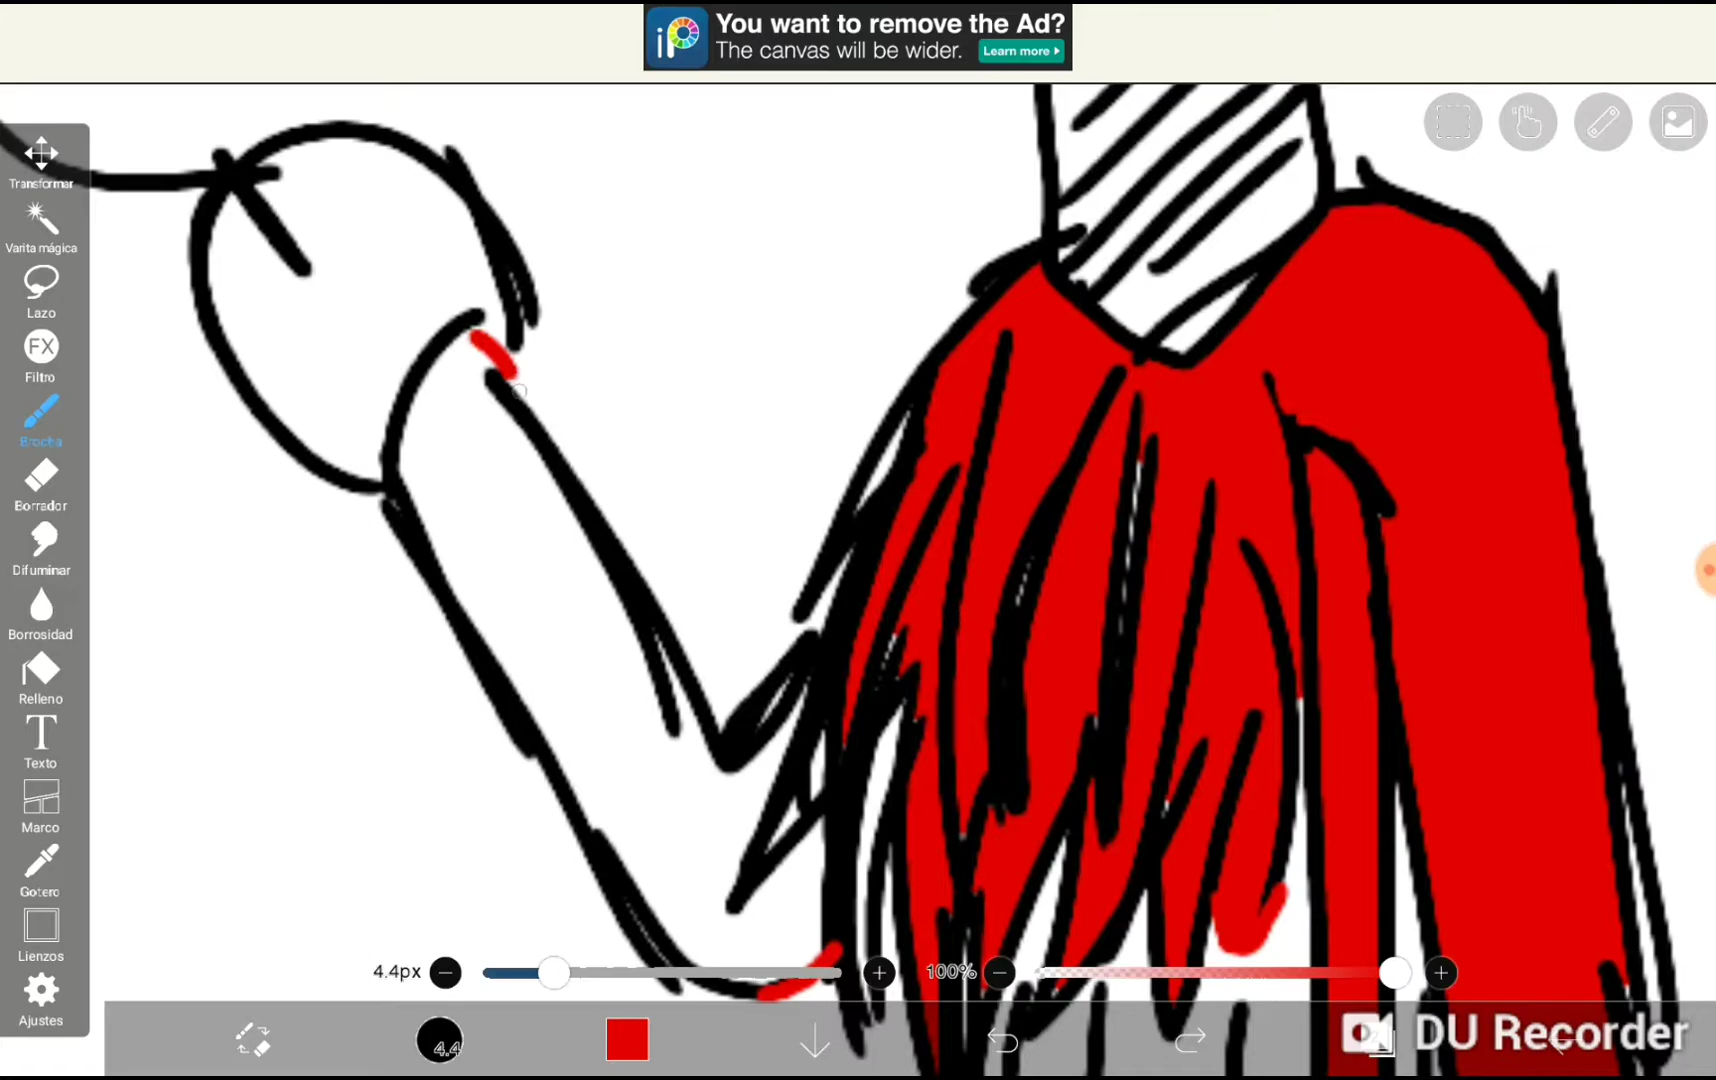 iP
You want to remove the Ad?
The canvas will be wider.
Learn more
Transformar
Varita mágica
Lazo
FX
Filtro
Brocha
Borrador
Difuminar
Borrosidad
Relleno
T
Texto
Marco
Gotero
Lienzos
Ajustes
4.4px
100%
4.4
DU Recorder